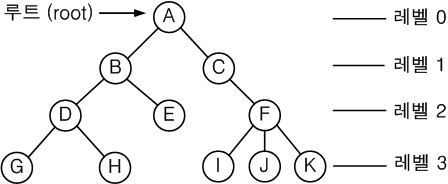 루트 (root) A 레벨 0
B C 레벨 1
D E F 레벨 2
G H I J K 레벨 3